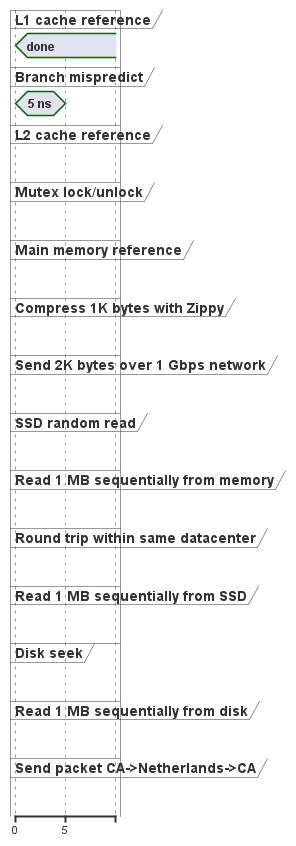 L1 cache reference
done
Branch mispredict
5 ns
L2 cache reference
Mutex lock/unlock
Main memory reference
Compress 1K bytes with Zippy
Send 2K bytes over 1 Gbps network
SSD random read
Read 1 MB sequentially from memory
Round trip within same datacenter
Read 1 MB sequentially from SSD
Disk seek
Read 1 MB sequentially from disk
Send packet CA->Netherlands->CA
0 5